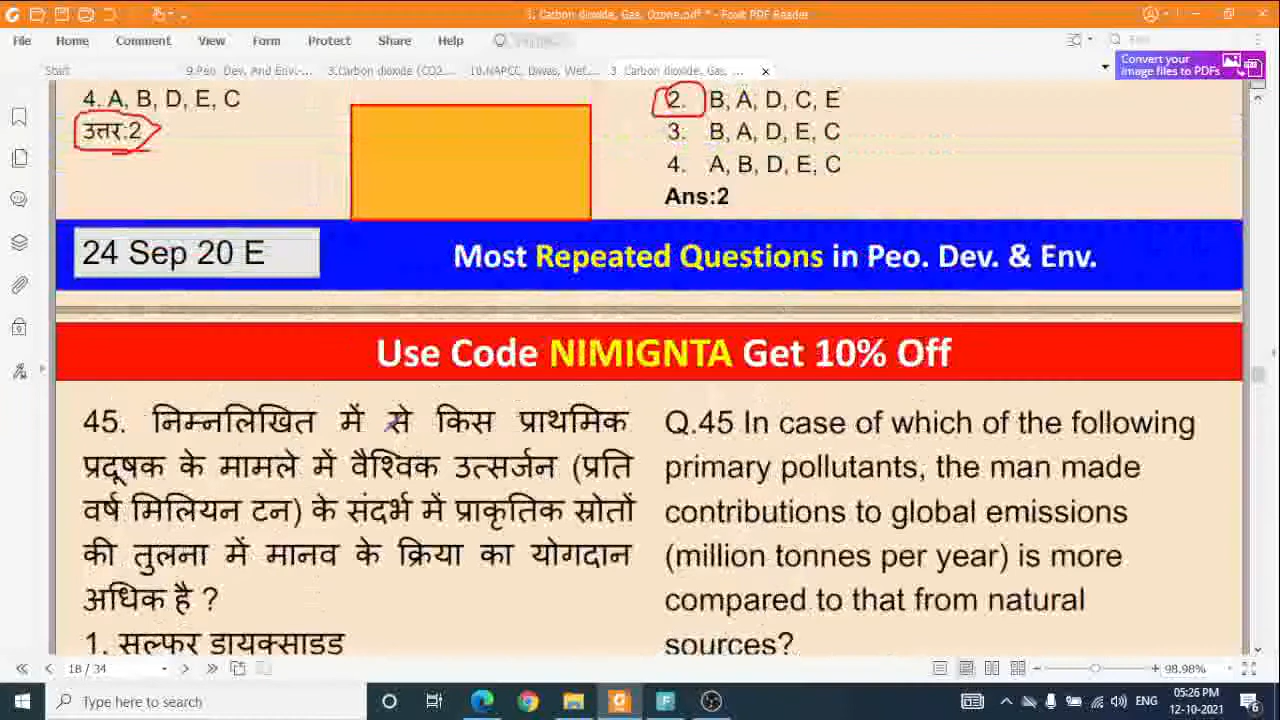 1. Carbon dioxide, Gas, Ozone.pdf * - Foxit PDF Reader
File Home Comment View Form Protect Share Help
Find
Convert your
image files to PDFs
Start 9.Peo. Dev. And Envi.-... 3.Carbon dioxide (CO2... 10.NAPCC, Diwas, Wet... 3. Carbon dioxide, Gas, ...
4. A, B, D, E, C
उत्तर:2
2. B, A, D, C, E
3. B, A, D, E, C
4. A, B, D, E, C
Ans:2
24 Sep 20 E
Most Repeated Questions in Peo. Dev. & Env.
Use Code NIMIGNTA Get 10% Off
45. निम्नलिखित में से किस प्राथमिक
प्रदूषक के मामले में वैश्विक उत्सर्जन (प्रति
वर्ष मिलियन टन) के संदर्भ में प्राकृतिक स्रोतों
की तुलना में मानव के क्रिया का योगदान
अधिक है ?
1. सल्फर डायक्साइड
Q.45 In case of which of the following
primary pollutants, the man made
contributions to global emissions
(million tonnes per year) is more
compared to that from natural
sources?
18 / 34
98.98%
Type here to search
ENG
05:26 PM
12-10-2021
6